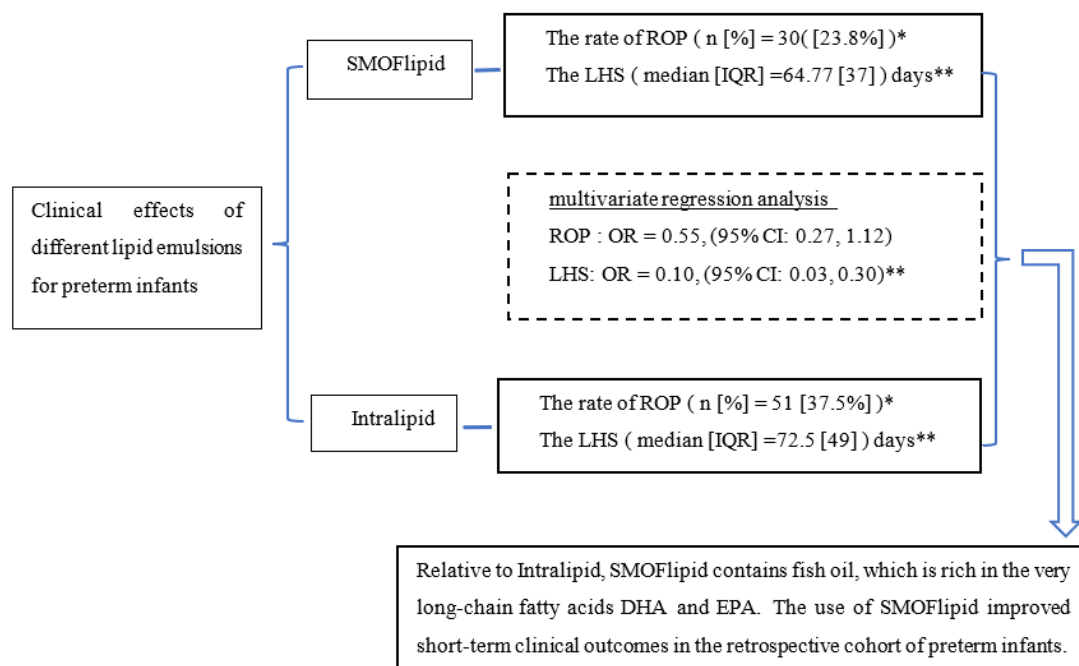 Clinical effects of
different lipid emulsions
for preterm infants
SMOFlipid
The rate of ROP ( n [%] = 30( [23.8%] )*
The LHS ( median [IQR] =64.77 [37] ) days**
multivariate regression analysis
ROP : OR = 0.55, (95% CI: 0.27, 1.12)
LHS: OR = 0.10, (95% CI: 0.03, 0.30)**
Intralipid
The rate of ROP ( n [%] = 51 [37.5%] )*
The LHS ( median [IQR] =72.5 [49] ) days**
Relative to Intralipid, SMOFlipid contains fish oil, which is rich in the very
long-chain fatty acids DHA and EPA. The use of SMOFlipid improved
short-term clinical outcomes in the retrospective cohort of preterm infants.